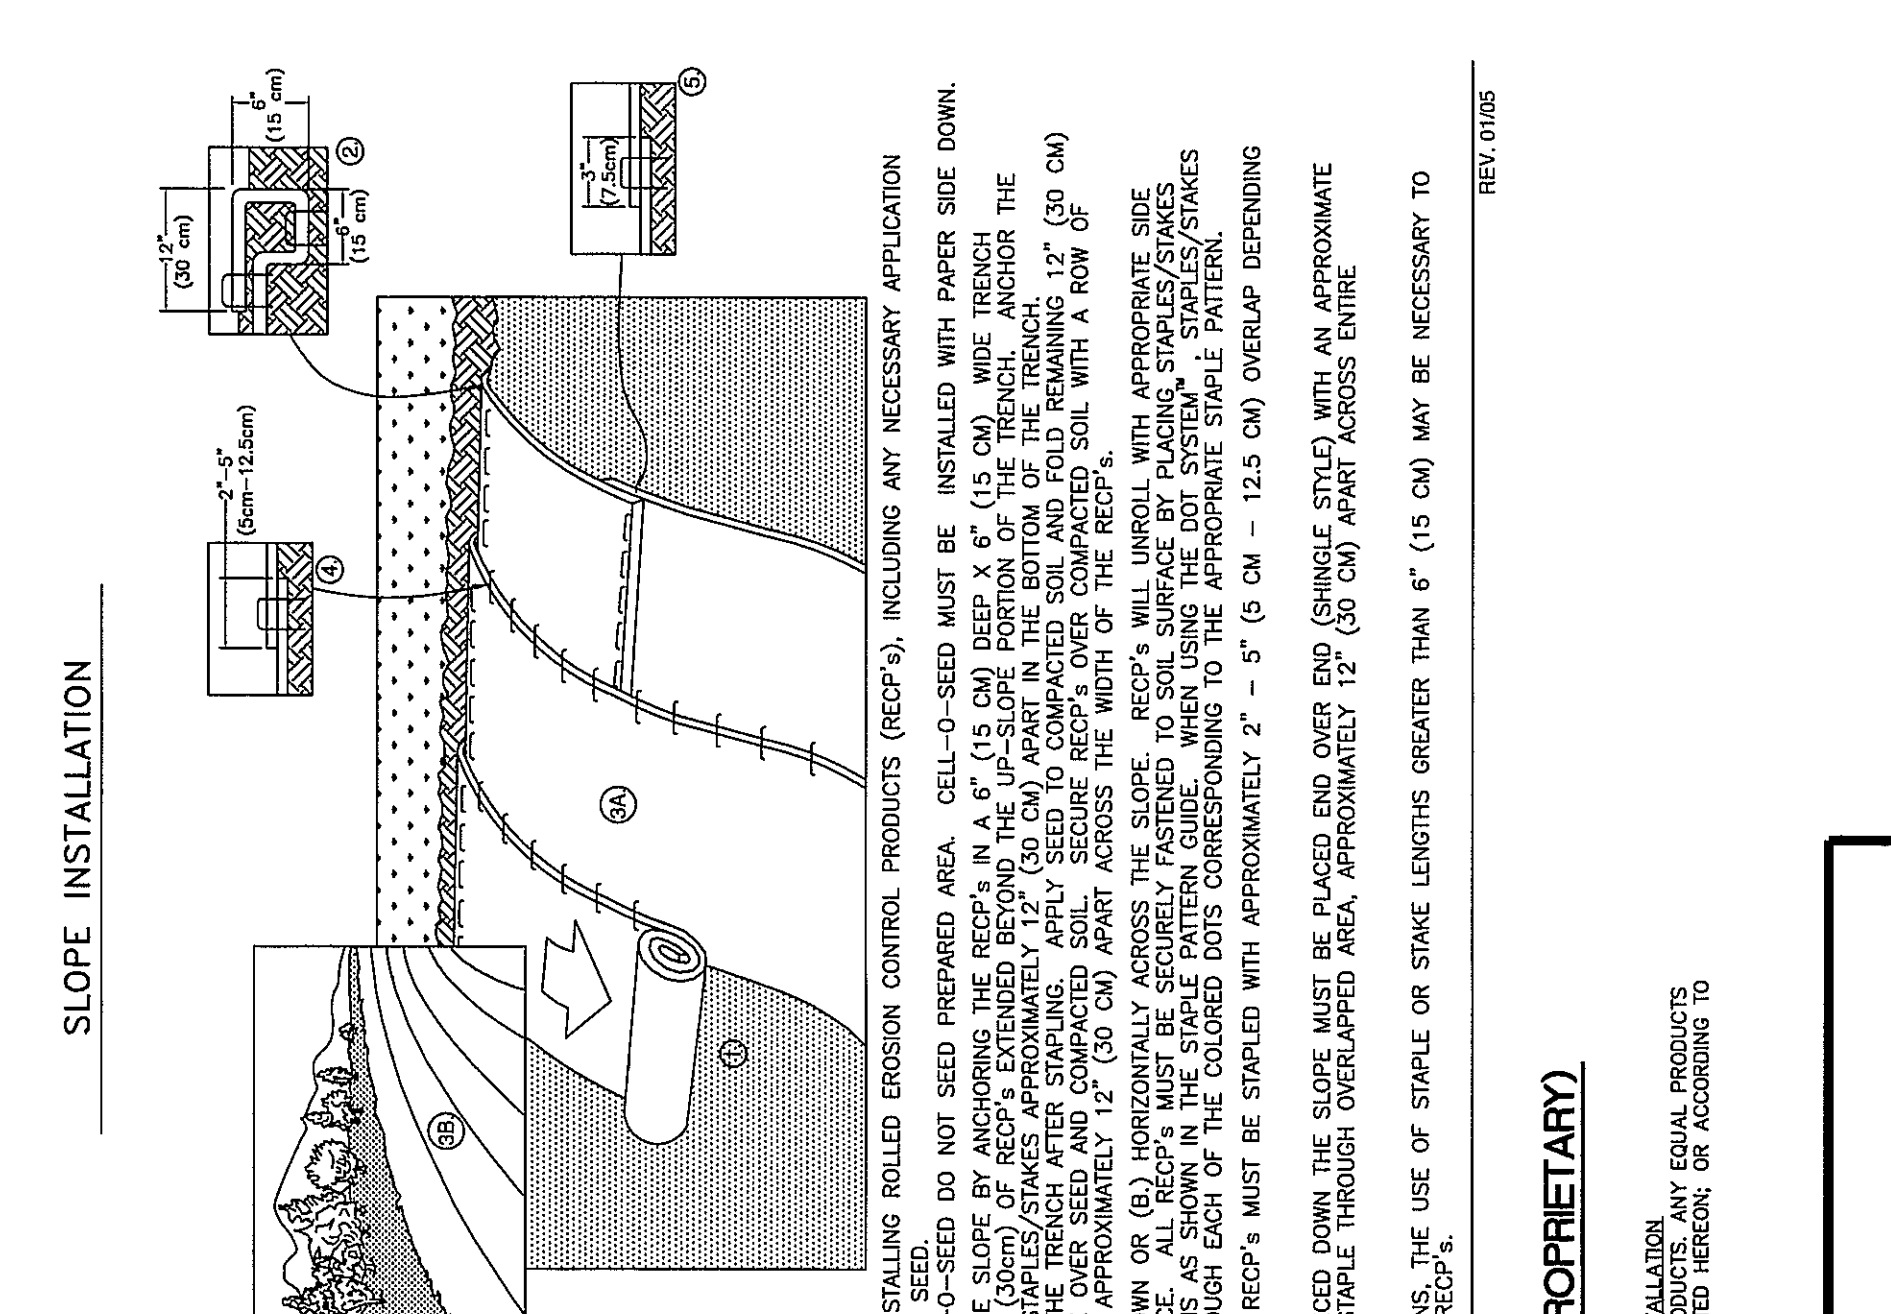 SLOPE INSTALLATION
12"
(30 cm)
6"
(15 cm)
6"
(15 cm)
2.
2"-5"
(5cm-12.5cm)
4.
3"
(7.5cm)
5.
3A.
3B.
1.
STALLING ROLLED EROSION CONTROL PRODUCTS (RECP's), INCLUDING ANY NECESSARY APPLICATION
SEED.
-O-SEED DO NOT SEED PREPARED AREA. CELL-O-SEED MUST BE INSTALLED WITH PAPER SIDE DOWN.
E SLOPE BY ANCHORING THE RECP's IN A 6" (15 CM) DEEP X 6" (15 CM) WIDE TRENCH
(30cm) OF RECP's EXTENDED BEYOND THE UP-SLOPE PORTION OF THE TRENCH. ANCHOR THE
STAPLES/STAKES APPROXIMATELY 12" (30 CM) APART IN THE BOTTOM OF THE TRENCH.
HE TRENCH AFTER STAPLING. APPLY SEED TO COMPACTED SOIL AND FOLD REMAINING 12" (30 CM)
OVER SEED AND COMPACTED SOIL. SECURE RECP's OVER COMPACTED SOIL WITH A ROW OF
APPROXIMATELY 12" (30 CM) APART ACROSS THE WIDTH OF THE RECP's.
WN OR (B.) HORIZONTALLY ACROSS THE SLOPE. RECP's WILL UNROLL WITH APPROPRIATE SIDE
CE. ALL RECP's MUST BE SECURELY FASTENED TO SOIL SURFACE BY PLACING STAPLES/STAKES
NS AS SHOWN IN THE STAPLE PATTERN GUIDE. WHEN USING THE DOT SYSTEM™, STAPLES/STAKES
OUGH EACH OF THE COLORED DOTS CORRESPONDING TO THE APPROPRIATE STAPLE PATTERN.
RECP's MUST BE STAPLED WITH APPROXIMATELY 2" - 5" (5 CM - 12.5 CM) OVERLAP DEPENDING
CED DOWN THE SLOPE MUST BE PLACED END OVER END (SHINGLE STYLE) WITH AN APPROXIMATE
STAPLE THROUGH OVERLAPPED AREA, APPROXIMATELY 12" (30 CM) APART ACROSS ENTIRE
NS, THE USE OF STAPLE OR STAKE LENGTHS GREATER THAN 6" (15 CM) MAY BE NECESSARY TO
RECP's.
REV. 01/05
ROPRIETARY)
ALLATION
ODUCTS. ANY EQUAL PRODUCTS
TED HEREON; OR ACCORDING TO